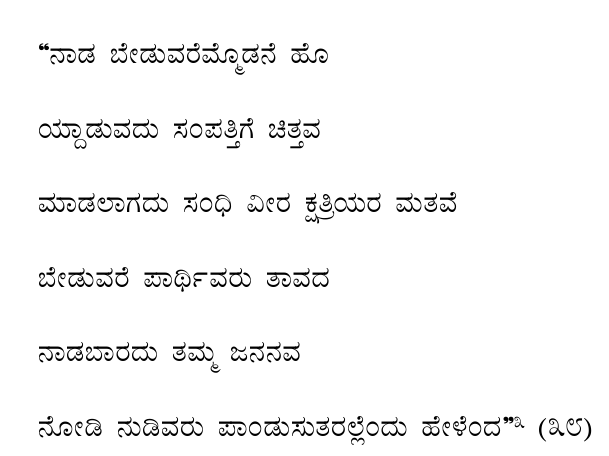 “ನಾಡ ಬೇಡುವರೆಮ್ಮೊಡನೆ ಹೊ
ಯ್ದಾಡುವದು ಸಂಪತ್ತಿಗೆ ಚಿತ್ತವ
ಮಾಡಲಾಗದು ಸಂಧಿ ವೀರ ಕ್ಷತ್ರಿಯರ ಮತವೆ
ಬೇಡುವರೆ ಪಾರ್ಥಿವರು ತಾವದ
ನಾಡಬಾರದು ತಮ್ಮ ಜನನವ
ನೋಡಿ ನುಡಿವರು ಪಾಂಡುಸುತರಲ್ಲೆಂದು ಹೇಳೆಂದ”೩ (೩೮)